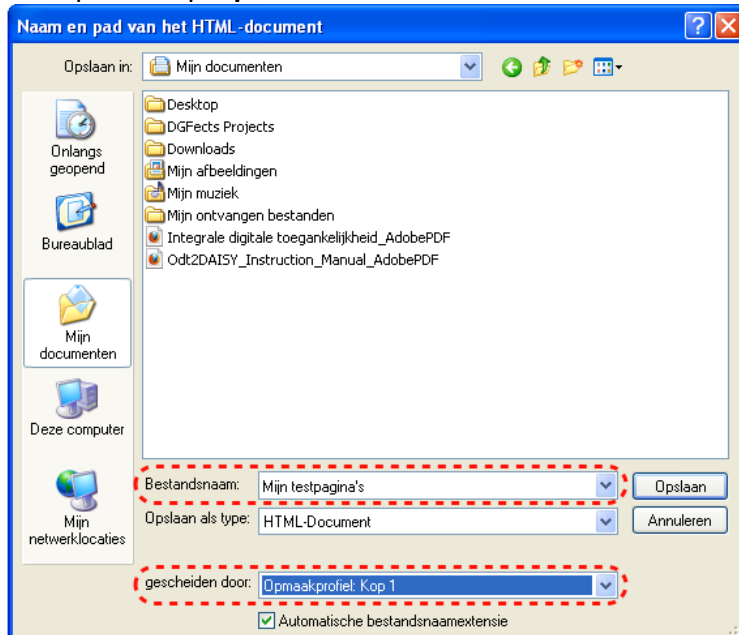 Naam en pad van het HTML-document
Opslaan in:
Mijn documenten
Onlangs
geopend
Bureaublad
Mijn
documenten
Deze computer
Mijn
netwerklocaties
Desktop
DGFects Projects
Downloads
Mijn afbeeldingen
Mijn muziek
Mijn ontvangen bestanden
Integrale digitale toegankelijkheid_AdobePDF
Odt2DAISY_Instruction_Manual_AdobePDF
Bestandsnaam:
Mijn testpagina's
Opslaan
Opslaan als type:
HTML-Document
Annuleren
gescheiden door:
Opmaakprofiel: Kop 1
Automatische bestandsnaamextensie